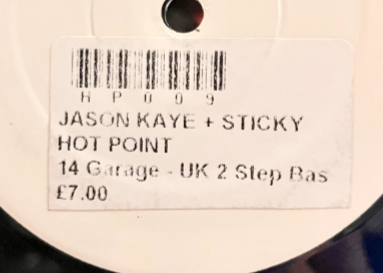 HP009
JASON KAYE + STICKY
HOT POINT
14 Garage - UK 2 Step Bas
£7.00